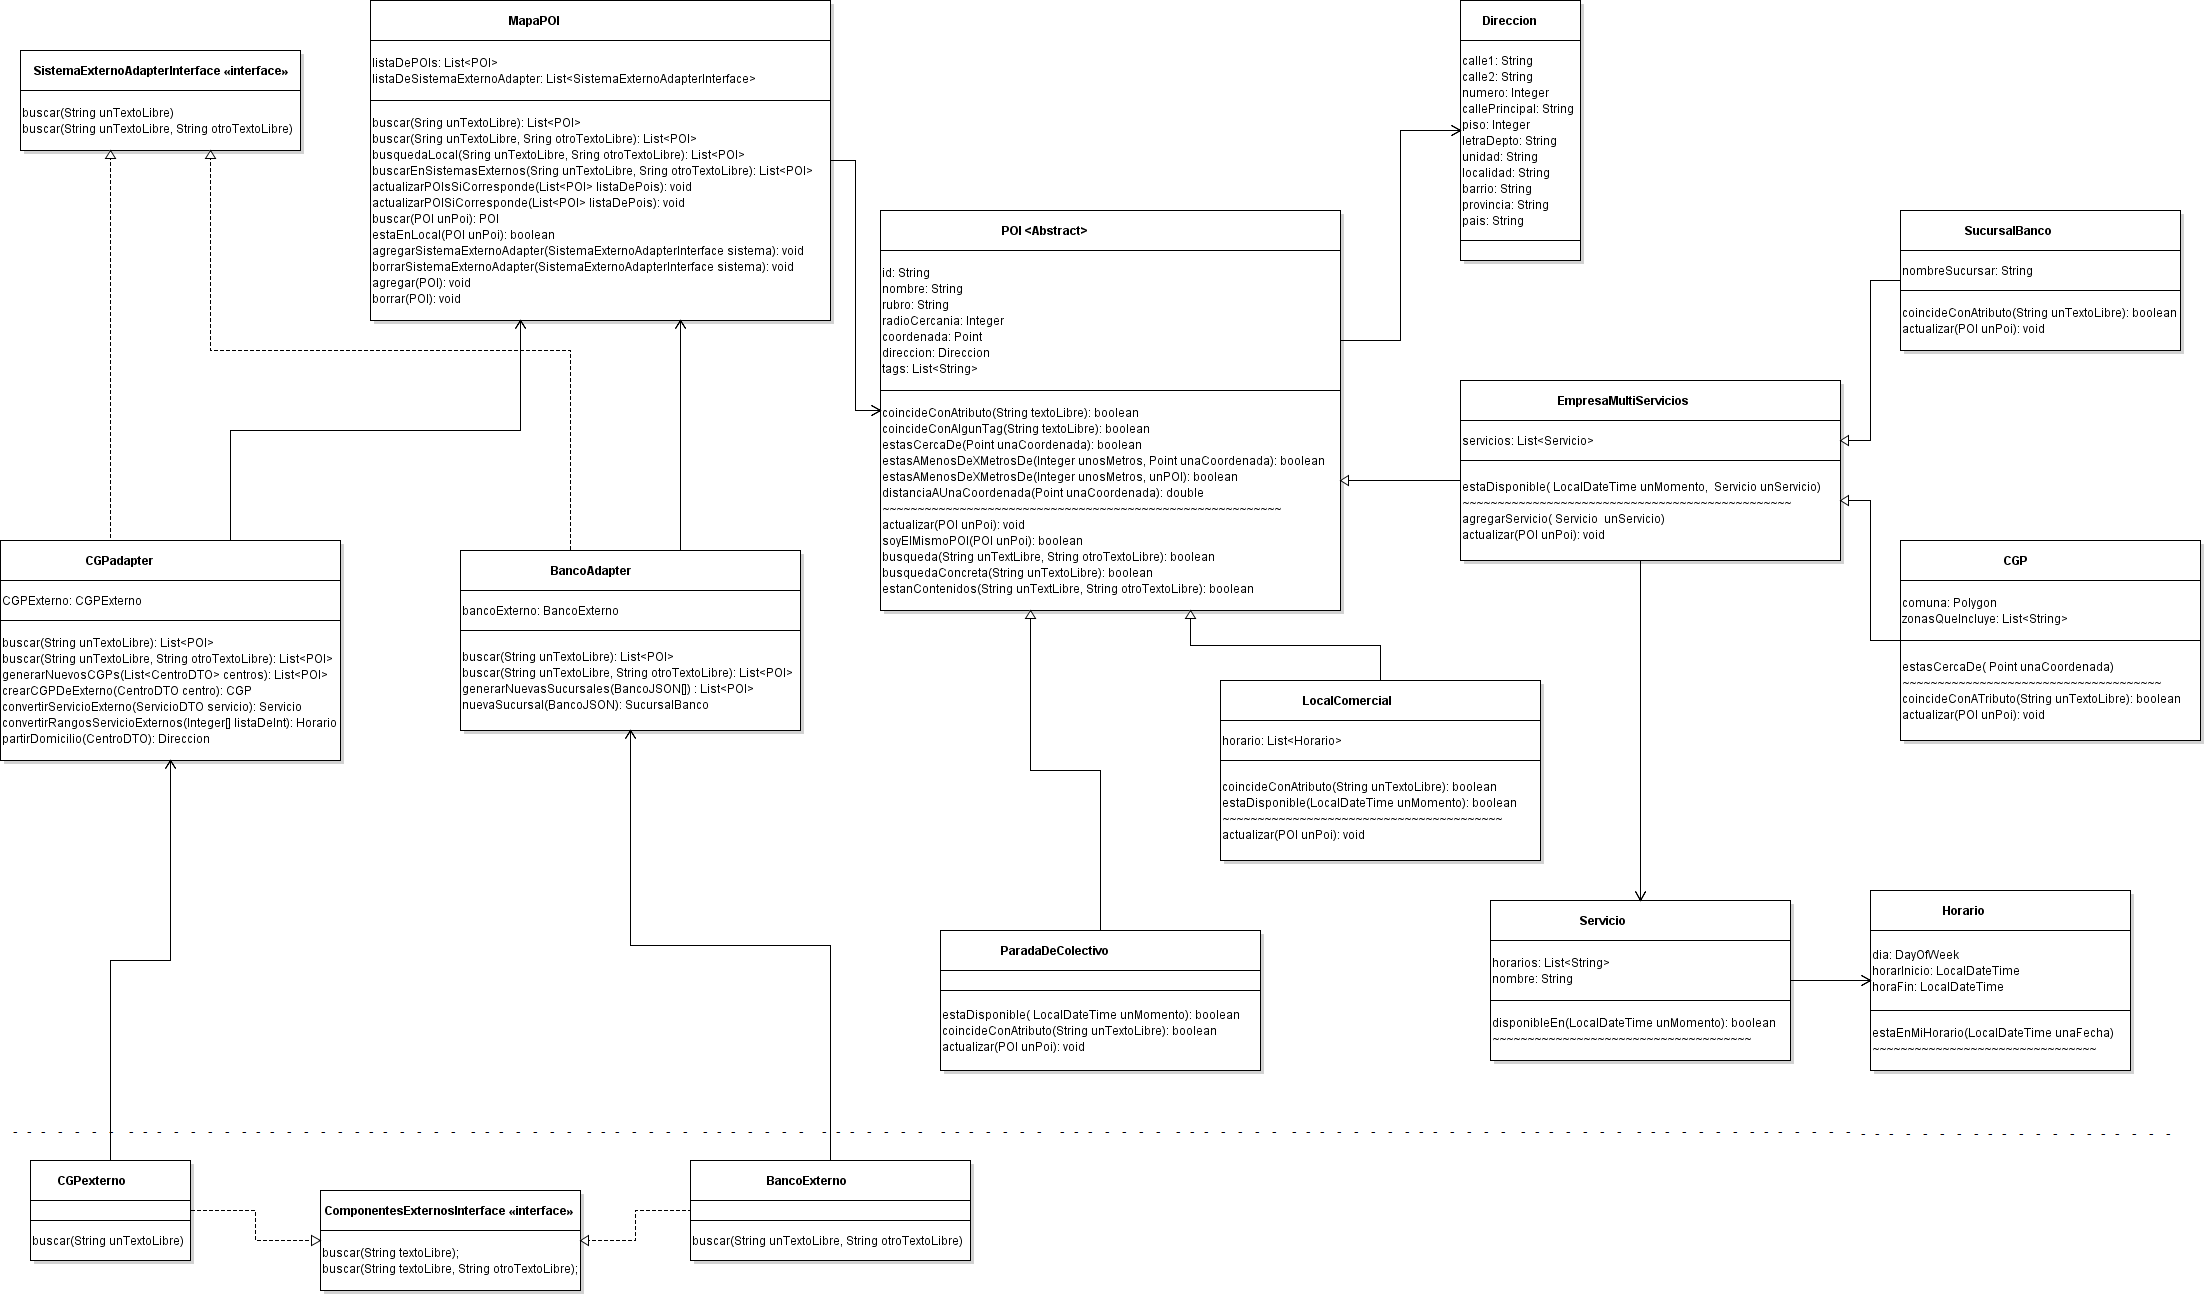 SistemaExternoAdapterInterface «interface»
buscar(String unTextoLibre)
buscar(String unTextoLibre, String otroTextoLibre)
MapaPOI
listaDePOIs: List<POI>
listaDeSistemaExternoAdapter: List<SistemaExternoAdapterInterface>
buscar(Sring unTextoLibre): List<POI>
buscar(Sring unTextoLibre, Sring otroTextoLibre): List<POI>
busquedaLocal(Sring unTextoLibre, Sring otroTextoLibre): List<POI>
buscarEnSistemasExternos(Sring unTextoLibre, Sring otroTextoLibre): List<POI>
actualizarPOIsSiCorresponde(List<POI> listaDePois): void
actualizarPOISiCorresponde(List<POI> listaDePois): void
buscar(POI unPoi): POI
estaEnLocal(POI unPoi): boolean
agregarSistemaExternoAdapter(SistemaExternoAdapterInterface sistema): void
borrarSistemaExternoAdapter(SistemaExternoAdapterInterface sistema): void
agregar(POI): void
borrar(POI): void
Direccion
calle1: String
calle2: String
numero: Integer
callePrincipal: String
piso: Integer
letraDepto: String
unidad: String
localidad: String
barrio: String
provincia: String
pais: String
POI <Abstract>
id: String
nombre: String
rubro: String
radioCercania: Integer
coordenada: Point
direccion: Direccion
tags: List<String>
coincideConAtributo(String textoLibre): boolean
coincideConAlgunTag(String textoLibre): boolean
estasCercaDe(Point unaCoordenada): boolean
estasAMenosDeXMetrosDe(Integer unosMetros, Point unaCoordenada): boolean
estasAMenosDeXMetrosDe(Integer unosMetros, unPOI): boolean
distanciaAUnaCoordenada(Point unaCoordenada): double
~~~~~~~~~~~~~~~~~~~~~~~~~~~~~~~~~~~~~~~~~~~~~~~~~~~~~~~~~
actualizar(POI unPoi): void
soyElMismoPOI(POI unPoi): boolean
busqueda(String unTextLibre, String otroTextoLibre): boolean
busquedaConcreta(String unTextoLibre): boolean
estanContenidos(String unTextLibre, String otroTextoLibre): boolean
SucursalBanco
nombreSucursar: String
coincideConAtributo(String unTextoLibre): boolean
actualizar(POI unPoi): void
EmpresaMultiServicios
servicios: List<Servicio>
estaDisponible( LocalDateTime unMomento,  Servicio unServicio)
~~~~~~~~~~~~~~~~~~~~~~~~~~~~~~~~~~~~~~~~~~~~~~~
agregarServicio( Servicio  unServicio)
actualizar(POI unPoi): void
CGP
comuna: Polygon
zonasQueIncluye: List<String>
estasCercaDe( Point unaCoordenada)
~~~~~~~~~~~~~~~~~~~~~~~~~~~~~~~~~~~~~
coincideConATributo(String unTextoLibre): boolean
actualizar(POI unPoi): void
CGPadapter
CGPExterno: CGPExterno
buscar(String unTextoLibre): List<POI>
buscar(String unTextoLibre, String otroTextoLibre): List<POI>
generarNuevosCGPs(List<CentroDTO> centros): List<POI>
crearCGPDeExterno(CentroDTO centro): CGP
convertirServicioExterno(ServicioDTO servicio): Servicio
convertirRangosServicioExternos(Integer[] listaDeInt): Horario
partirDomicilio(CentroDTO): Direccion
BancoAdapter
bancoExterno: BancoExterno
buscar(String unTextoLibre): List<POI>
buscar(String unTextoLibre, String otroTextoLibre): List<POI>
generarNuevasSucursales(BancoJSON[]) : List<POI>
nuevaSucursal(BancoJSON): SucursalBanco
LocalComercial
horario: List<Horario>
coincideConAtributo(String unTextoLibre): boolean
estaDisponible(LocalDateTime unMomento): boolean
~~~~~~~~~~~~~~~~~~~~~~~~~~~~~~~~~~~~~~~~
actualizar(POI unPoi): void
ParadaDeColectivo
estaDisponible( LocalDateTime unMomento): boolean
coincideConAtributo(String unTextoLibre): boolean
actualizar(POI unPoi): void
Servicio
horarios: List<String>
nombre: String
disponibleEn(LocalDateTime unMomento): boolean
~~~~~~~~~~~~~~~~~~~~~~~~~~~~~~~~~~~~~
Horario
dia: DayOfWeek
horarInicio: LocalDateTime
horaFin: LocalDateTime
estaEnMiHorario(LocalDateTime unaFecha)
~~~~~~~~~~~~~~~~~~~~~~~~~~~~~~~~
CGPexterno
buscar(String unTextoLibre)
ComponentesExternosInterface «interface»
buscar(String textoLibre);
buscar(String textoLibre, String otroTextoLibre);
BancoExterno
buscar(String unTextoLibre, String otroTextoLibre)